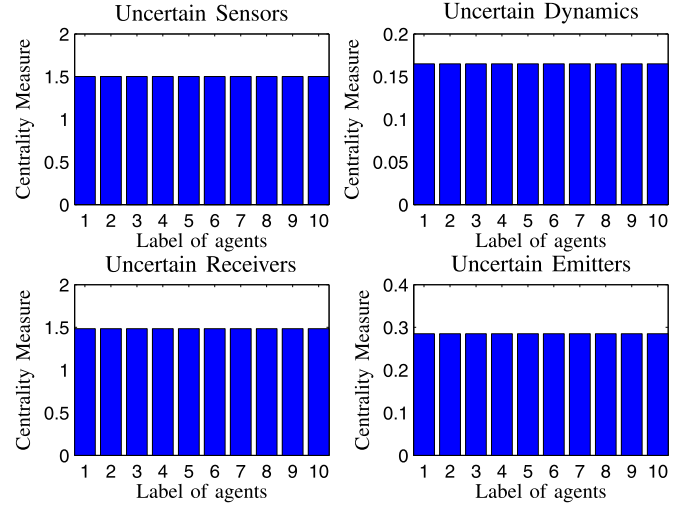 Uncertain Sensors
Centrality Measure
2
1.5
1
0.5
0
1 2 3 4 5 6 7 8 9 10
Label of agents
Uncertain Dynamics
Centrality Measure
0.2
0.15
0.1
0.05
0
1 2 3 4 5 6 7 8 9 10
Label of agents
Uncertain Receivers
Centrality Measure
2
1.5
1
0.5
0
1 2 3 4 5 6 7 8 9 10
Label of agents
Uncertain Emitters
Centrality Measure
0.4
0.3
0.2
0.1
0
1 2 3 4 5 6 7 8 9 10
Label of agents